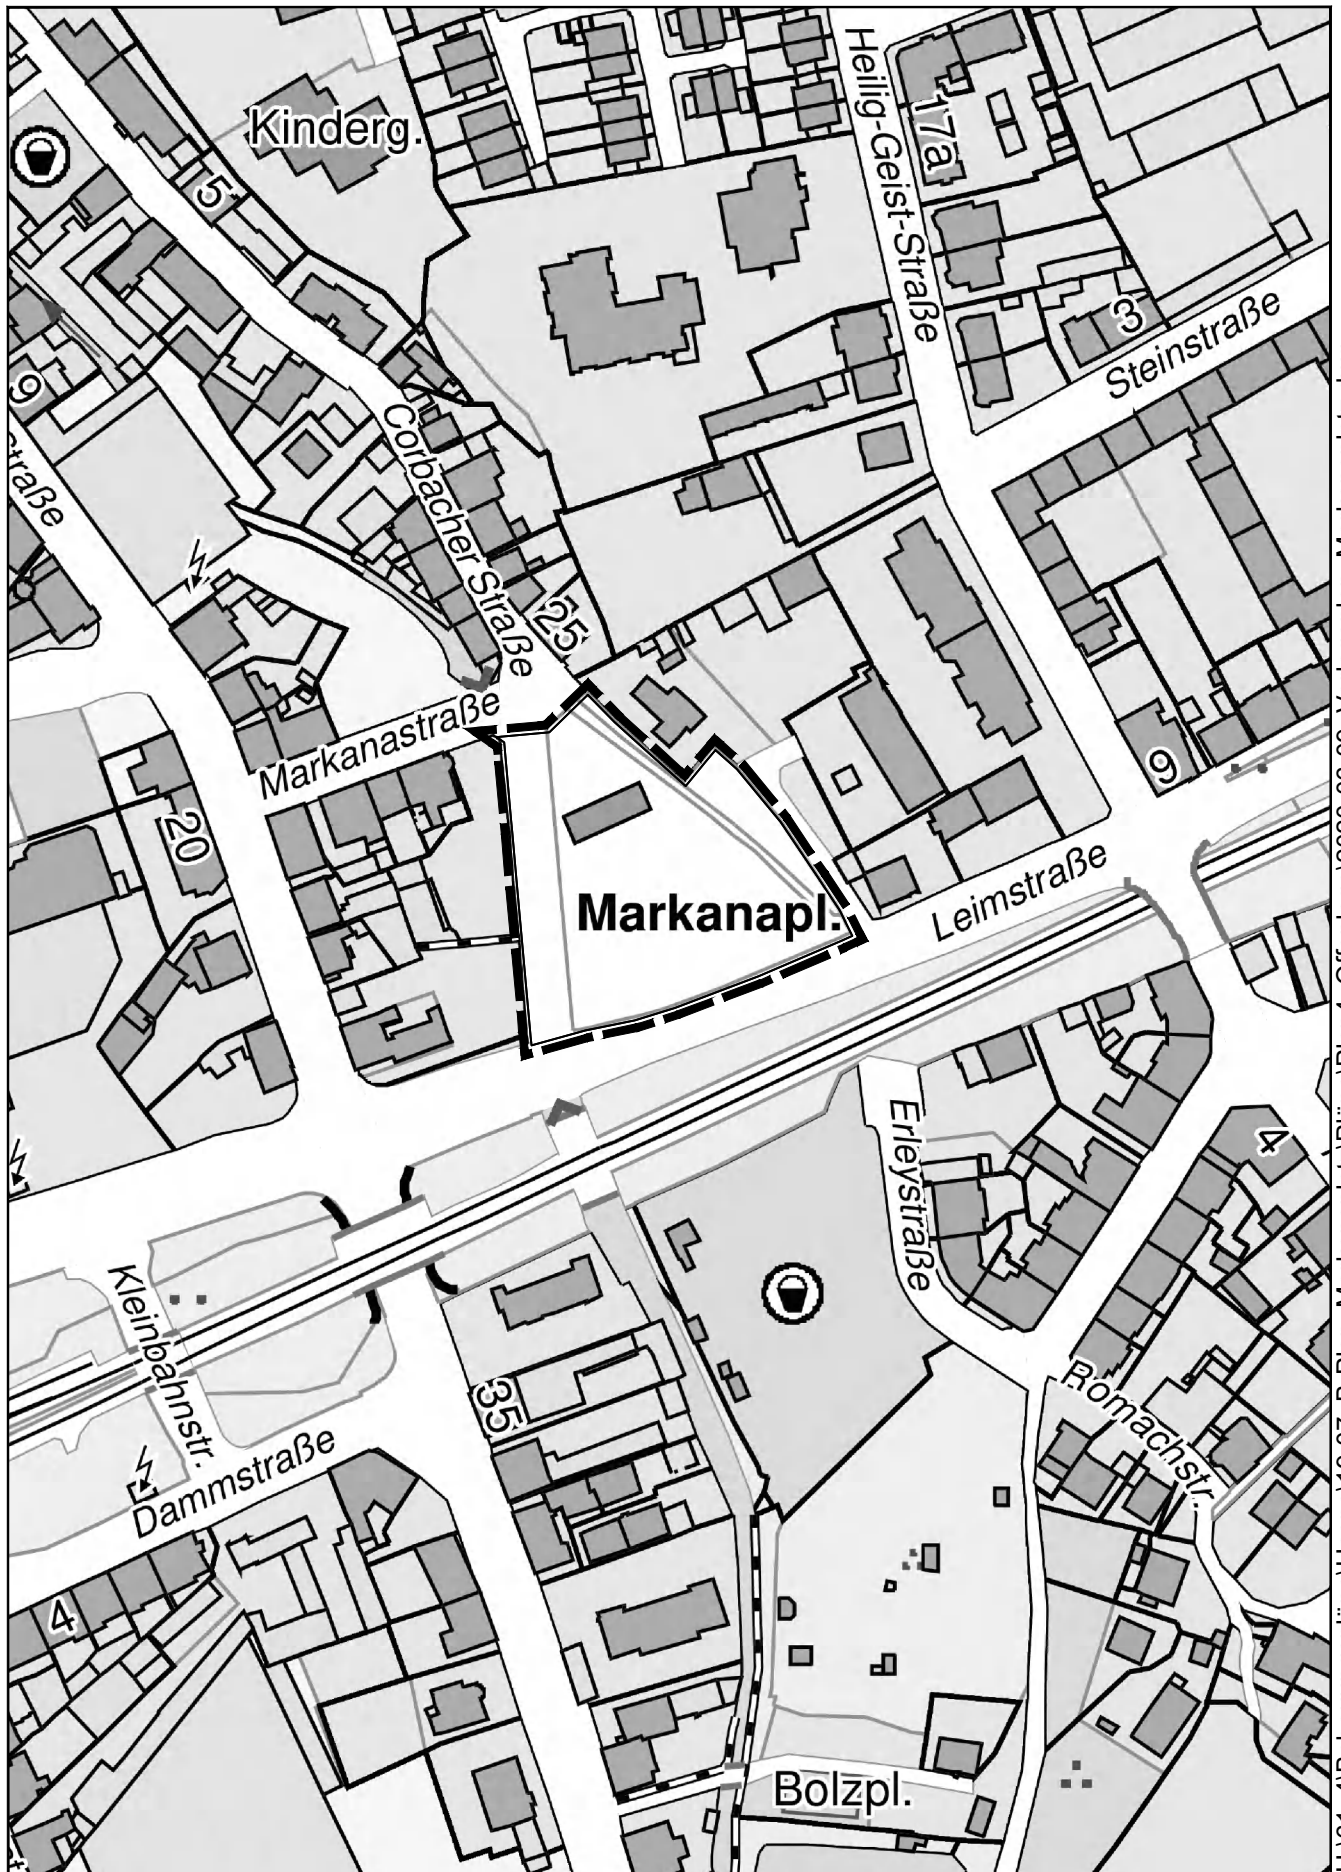 Kinderg.
Heilig-Geist-Straße
17a
5
3
Steinstraße
9
Corbacher Straße
straße
25
Markanastraße
9
20
Markanapl.
Leimstraße
Erleystraße
4
Kleinbahnstr.
35
Romachstr.
Dammstraße
4
Bolzpl.